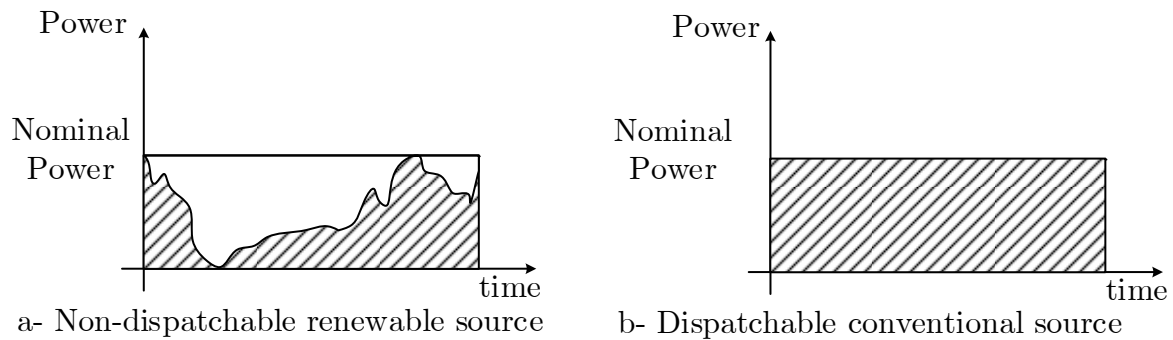 Power
Nominal
Power
time
a- Non-dispatchable renewable source
Power
Nominal
Power
time
b- Dispatchable conventional source